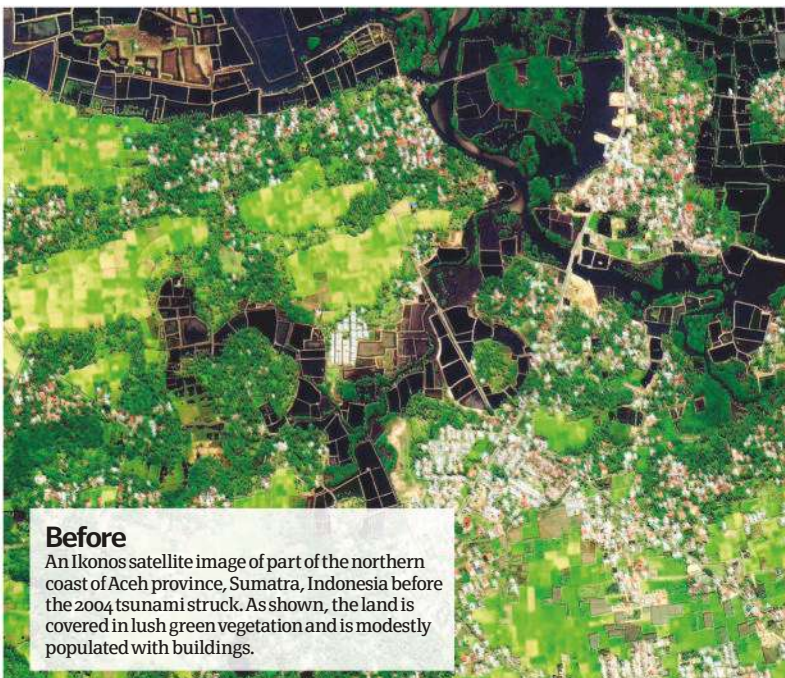 Before
An Ikonos satellite image of part of the northern
coast of Aceh province, Sumatra, Indonesia before
the 2004 tsunami struck. As shown, the land is
covered in lush green vegetation and is modestly
populated with buildings.